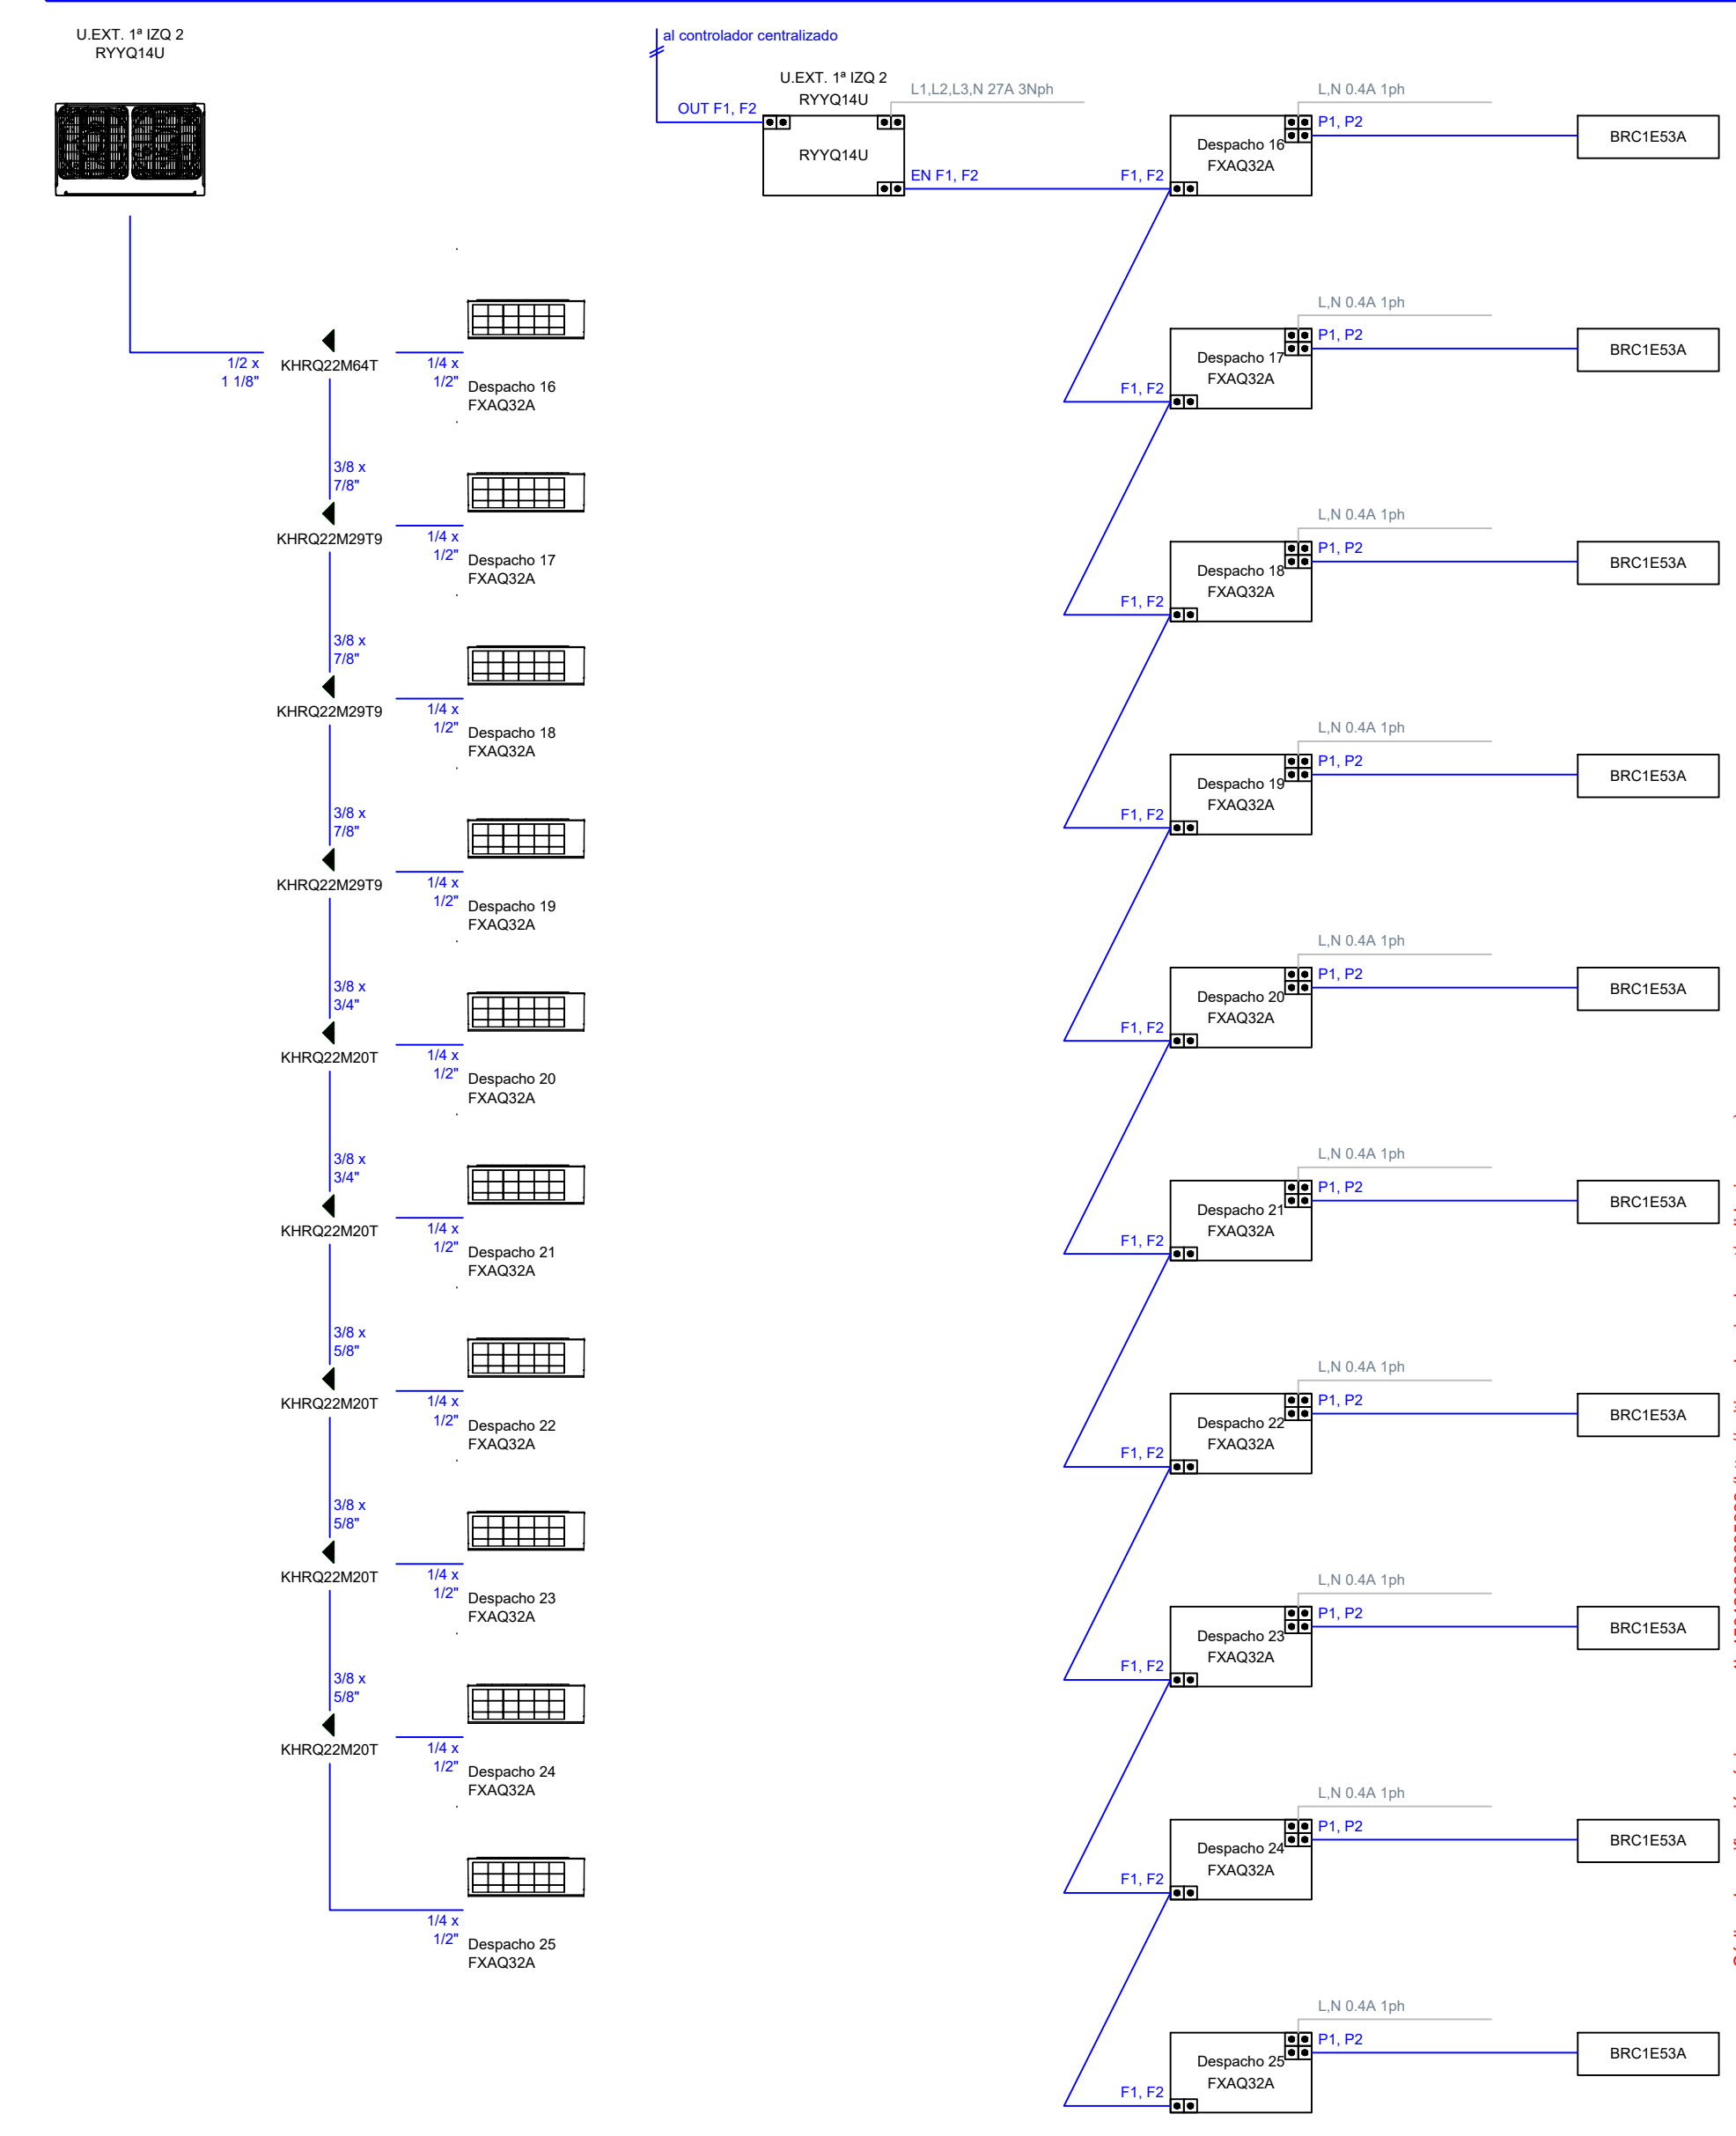 U.EXT. 1ª IZQ 2
RYYQ14U
1/2 x
1 1/8"
KHRQ22M64T
1/4 x
1/2"
Despacho 16
FXAQ32A
3/8 x
7/8"
KHRQ22M29T9
1/4 x
1/2"
Despacho 17
FXAQ32A
3/8 x
7/8"
KHRQ22M29T9
1/4 x
1/2"
Despacho 18
FXAQ32A
3/8 x
7/8"
KHRQ22M29T9
1/4 x
1/2"
Despacho 19
FXAQ32A
3/8 x
3/4"
KHRQ22M20T
1/4 x
1/2"
Despacho 20
FXAQ32A
3/8 x
3/4"
KHRQ22M20T
1/4 x
1/2"
Despacho 21
FXAQ32A
3/8 x
5/8"
KHRQ22M20T
1/4 x
1/2"
Despacho 22
FXAQ32A
3/8 x
5/8"
KHRQ22M20T
1/4 x
1/2"
Despacho 23
FXAQ32A
3/8 x
5/8"
KHRQ22M20T
1/4 x
1/2"
Despacho 24
FXAQ32A
1/4 x
1/2"
Despacho 25
FXAQ32A
al controlador centralizado
U.EXT. 1ª IZQ 2
RYYQ14U
OUT F1, F2
L1,L2,L3,N 27A 3Nph
RYYQ14U
EN F1, F2
F1, F2
L,N 0.4A 1ph
P1, P2
Despacho 16
FXAQ32A
BRC1E53A
L,N 0.4A 1ph
P1, P2
Despacho 17
FXAQ32A
F1, F2
BRC1E53A
L,N 0.4A 1ph
P1, P2
Despacho 18
FXAQ32A
F1, F2
BRC1E53A
L,N 0.4A 1ph
P1, P2
Despacho 19
FXAQ32A
F1, F2
BRC1E53A
L,N 0.4A 1ph
P1, P2
Despacho 20
FXAQ32A
F1, F2
BRC1E53A
L,N 0.4A 1ph
P1, P2
Despacho 21
FXAQ32A
F1, F2
BRC1E53A
L,N 0.4A 1ph
P1, P2
Despacho 22
FXAQ32A
F1, F2
BRC1E53A
L,N 0.4A 1ph
P1, P2
Despacho 23
FXAQ32A
F1, F2
BRC1E53A
L,N 0.4A 1ph
P1, P2
Despacho 24
FXAQ32A
F1, F2
BRC1E53A
L,N 0.4A 1ph
P1, P2
Despacho 25
FXAQ32A
F1, F2
BRC1E53A